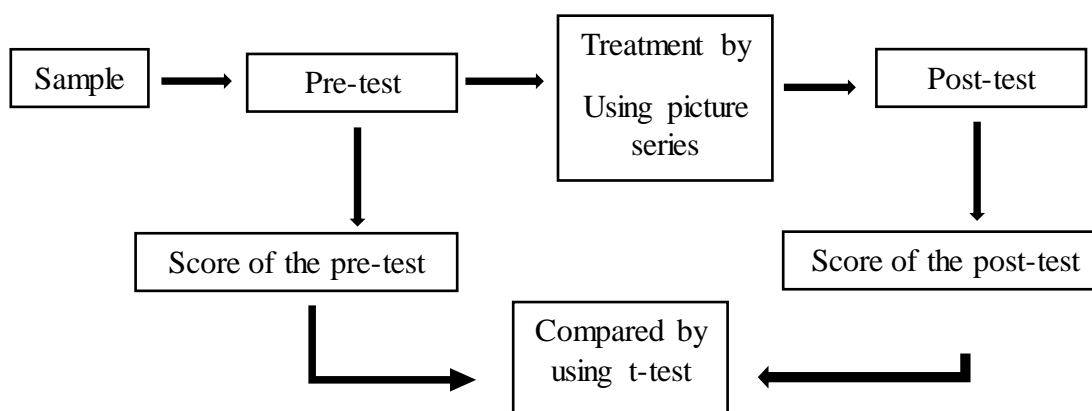 Sample
Pre-test
Treatment by
Using picture
series
Post-test
Score of the pre-test
Score of the post-test
Compared by
using t-test